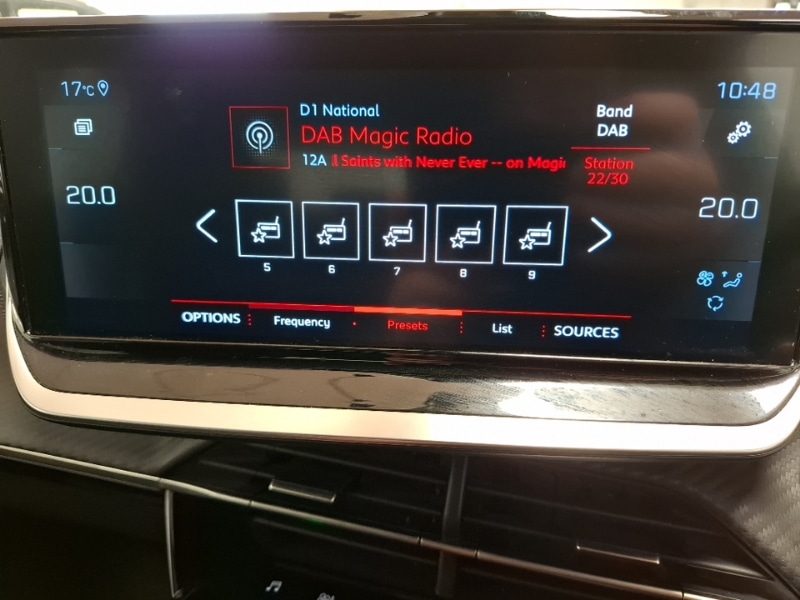 17°C
10:48
D1 National
DAB Magic Radio
12A ll Saints with Never Ever -- on Magi
Band
DAB
Station
22/30
20.0
20.0
5 6 7 8 9
OPTIONS Frequency Presets List SOURCES